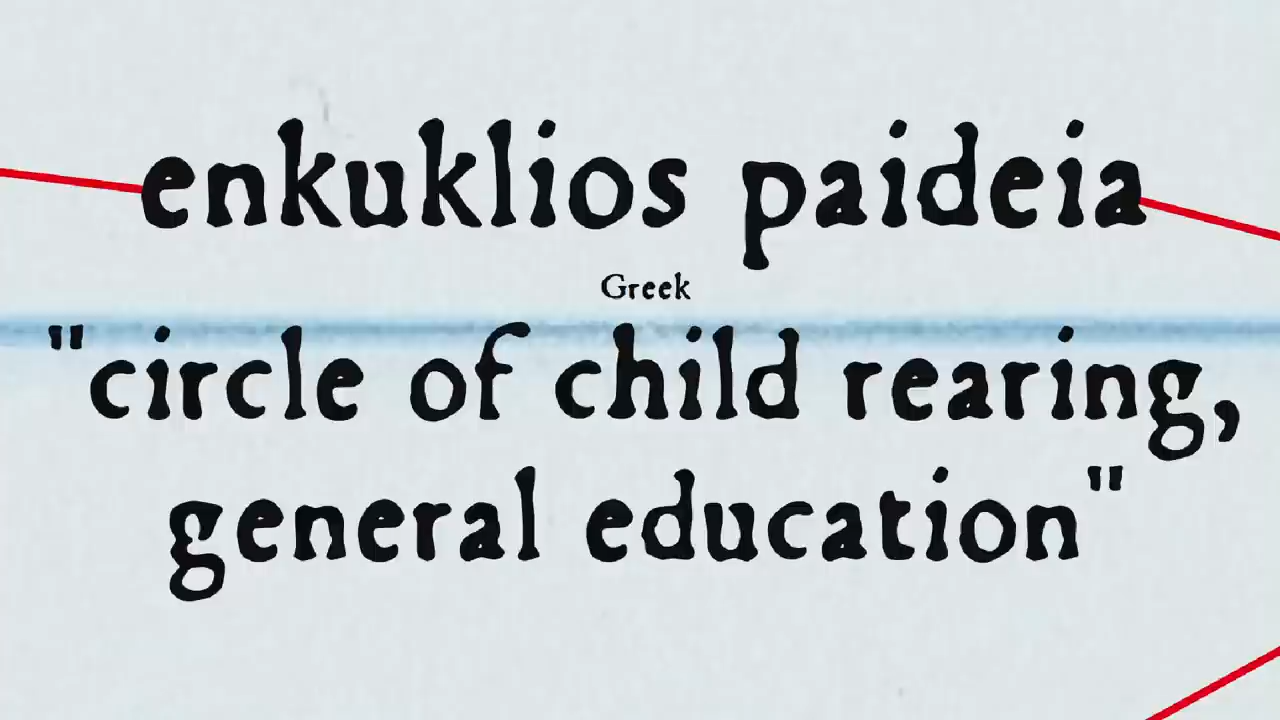 enkuklios paideia
Greek
"circle of child rearing,
general education"